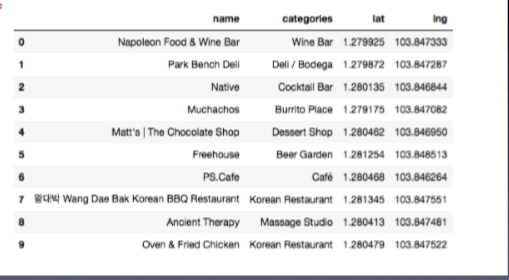 name categories lat lng
0 Napoleon Food & Wine Bar Wine Bar 1.279925 103.847333
1 Park Bench Deli Deli / Bodega 1.279872 103.847287
2 Native Cocktail Bar 1.280135 103.846844
3 Muchachos Burrito Place 1.279175 103.847082
4 Matt's | The Chocolate Shop Dessert Shop 1.280462 103.846950
5 Freehouse Beer Garden 1.281254 103.848513
6 PS.Cafe Café 1.280468 103.846264
7 왕대박 Wang Dae Bak Korean BBQ Restaurant Korean Restaurant 1.281345 103.847551
8 Ancient Therapy Massage Studio 1.280413 103.847481
9 Oven & Fried Chicken Korean Restaurant 1.280479 103.847522